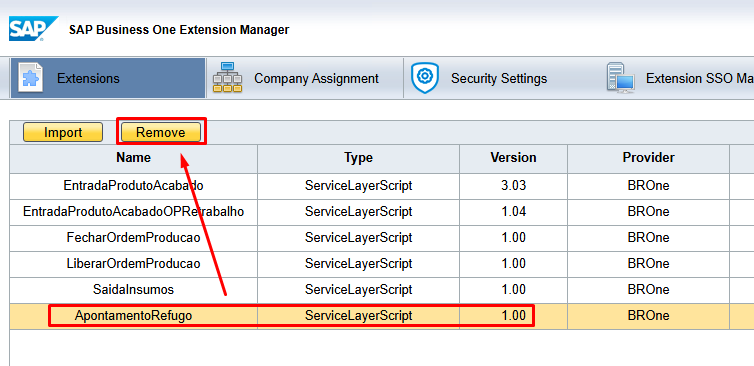 SAP SAP Business One Extension Manager
Extensions Company Assignment Security Settings Extension SSO Ma
Import Remove
Name Type Version Provider
EntradaProdutoAcabado ServiceLayerScript 3.03 BROne
EntradaProdutoAcabadoOPRetrabalho ServiceLayerScript 1.04 BROne
FecharOrdemProducao ServiceLayerScript 1.00 BROne
LiberarOrdemProducao ServiceLayerScript 1.00 BROne
SaidaInsumos ServiceLayerScript 1.00 BROne
ApontamentoRefugo ServiceLayerScript 1.00 BROne